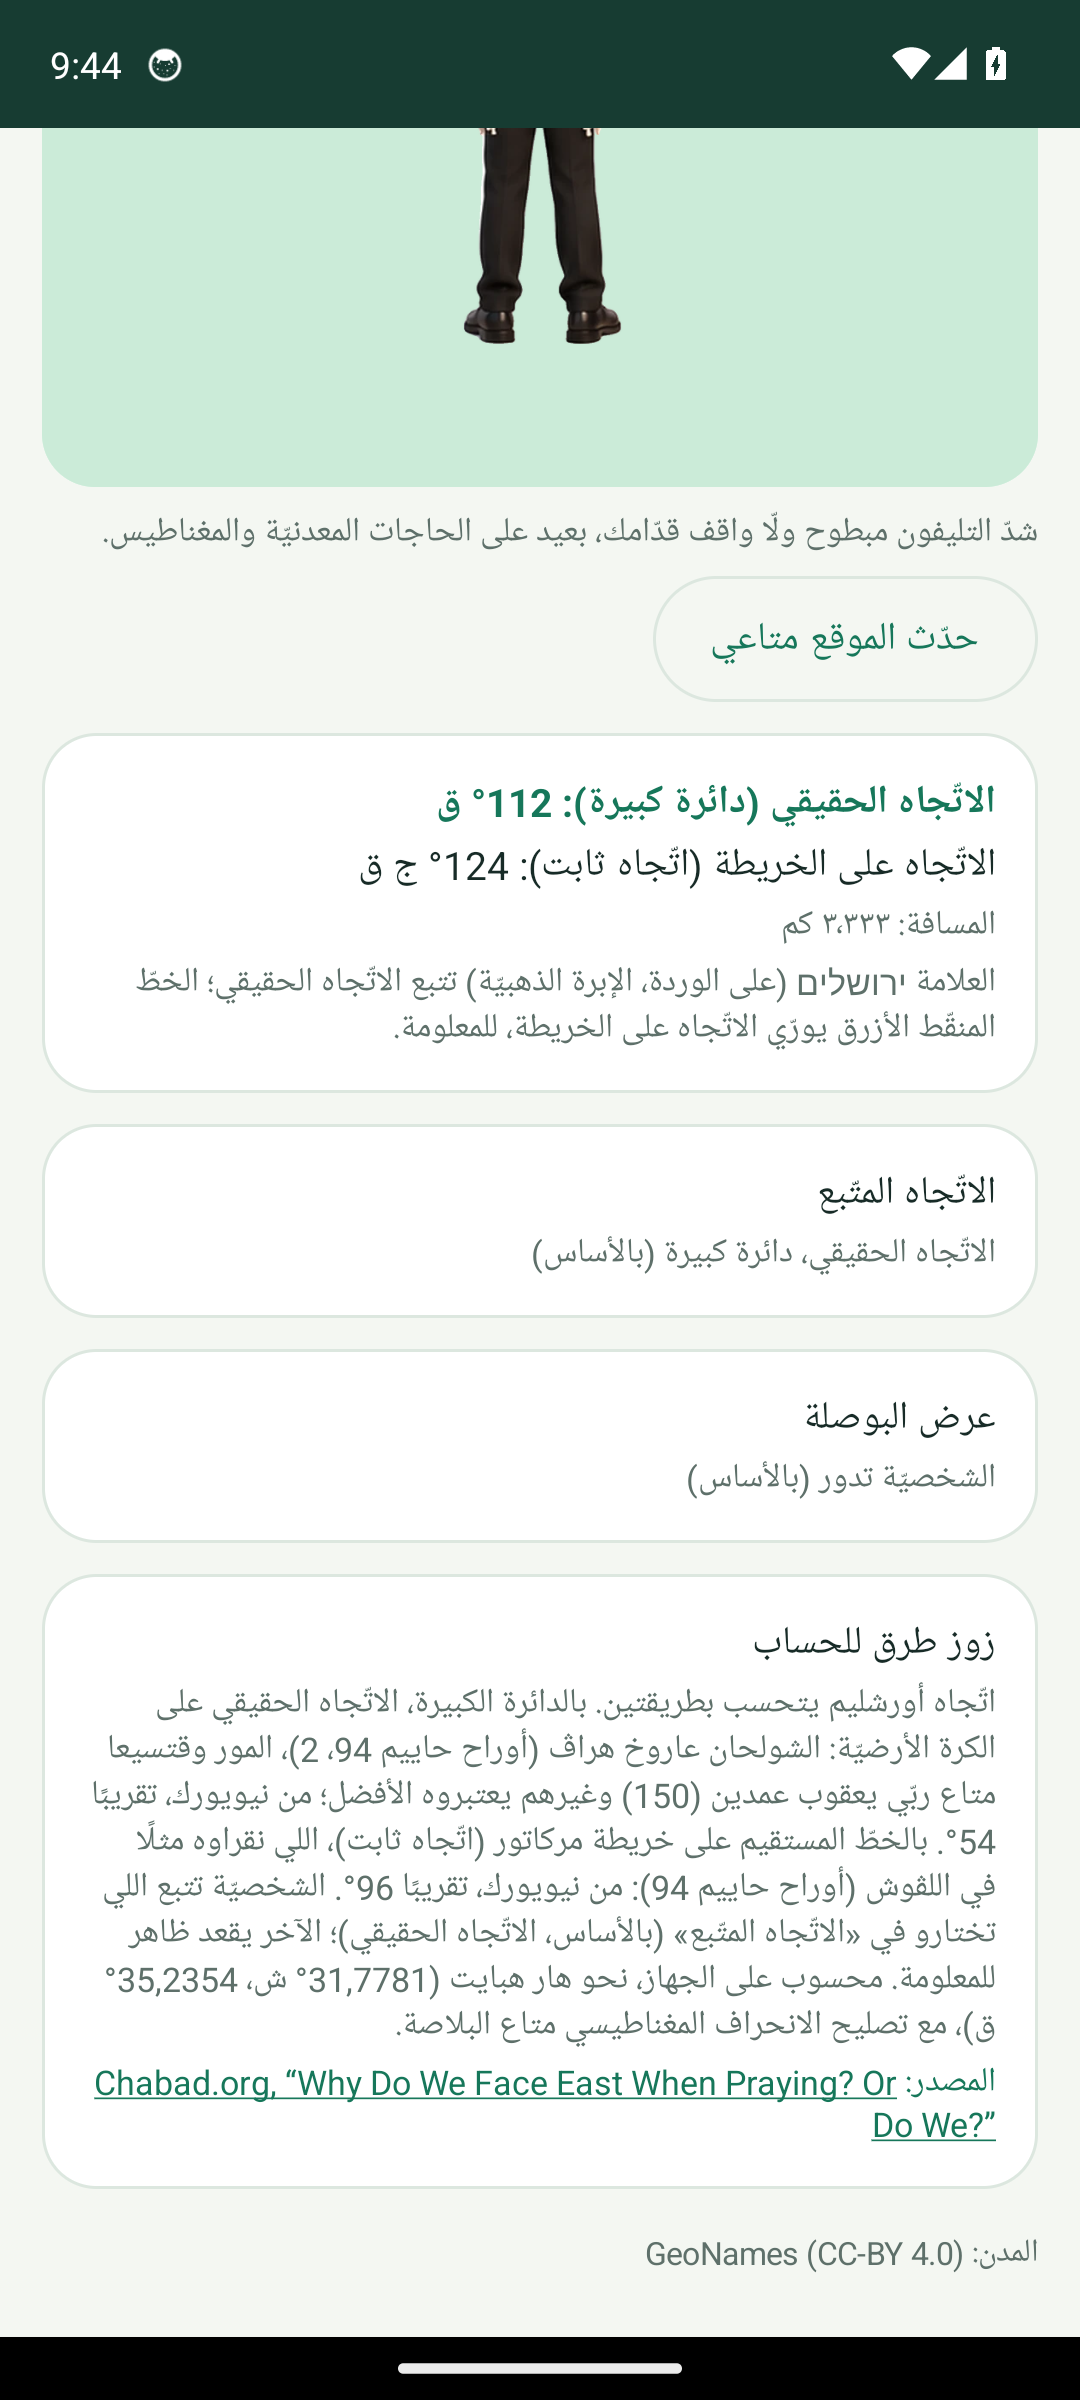 9:44
شدّ التليفون مبطوح ولّا واقف قدّامك، بعيد على الحاجات المعدنيّة والمغناطيس.
حدّث الموقع متاعي
الاتّجاه الحقيقي (دائرة كبيرة): 112° ق
الاتّجاه على الخريطة (اتّجاه ثابت): 124° ج ق
المسافة: ٣،٣٣٣ كم
العلامة ירושלים (على الوردة، الإبرة الذهبيّة) تتبع الاتّجاه الحقيقي؛ الخطّ
المنقّط الأزرق يورّي الاتّجاه على الخريطة، للمعلومة.
الاتّجاه المتّبع
الاتّجاه الحقيقي، دائرة كبيرة (بالأساس)
عرض البوصلة
الشخصيّة تدور (بالأساس)
زوز طرق للحساب
اتّجاه أورشليم يتحسب بطريقتين. بالدائرة الكبيرة، الاتّجاه الحقيقي على
الكرة الأرضيّة: الشولحان عاروخ هراڤ (أوراح حاييم 94، 2)، المور وقتسيعا
متاع ربّي يعقوب عمدين (150) وغيرهم يعتبروه الأفضل؛ من نيويورك، تقريبًا
54°. بالخطّ المستقيم على خريطة مركاتور (اتّجاه ثابت)، اللي نقراوه مثلًا
في اللڤوش (أوراح حاييم 94): من نيويورك، تقريبًا 96°. الشخصيّة تتبع اللي
تختارو في «الاتّجاه المتّبع» (بالأساس، الاتّجاه الحقيقي)؛ الآخر يقعد ظاهر
للمعلومة. محسوب على الجهاز، نحو هار هبايت (31,7781° ش، 35,2354°
ق)، مع تصليح الانحراف المغناطيسي متاع البلاصة.
المصدر: Chabad.org, “Why Do We Face East When Praying? Or
Do We?”
المدن: GeoNames (CC-BY 4.0)